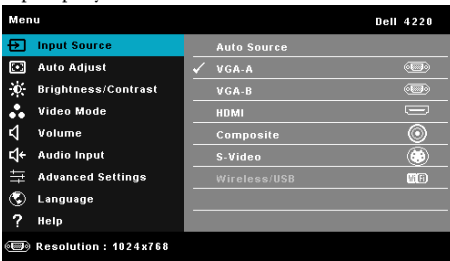 Menu Dell 4220
Input Source Auto Source
Auto Adjust VGA-A
Brightness/Contrast VGA-B
Video Mode HDMI
Volume Composite
Audio Input S-Video
Advanced Settings Wireless/USB
Language
? Help
Resolution : 1024x768